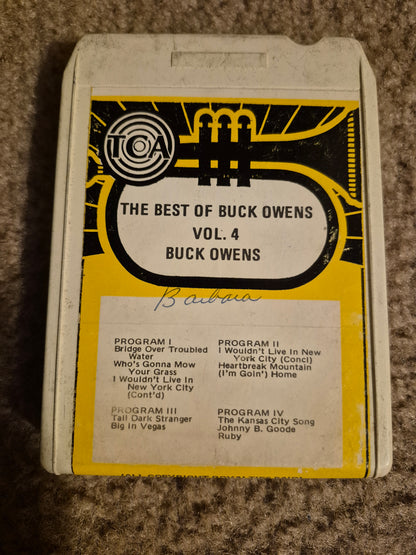 TCA
THE BEST OF BUCK OWENS
VOL. 4
BUCK OWENS
Barbara
PROGRAM I
Bridge Over Troubled
Water
Who's Gonna Mow
Your Grass
I Wouldn't Live In
New York City
(Cont'd)
PROGRAM II
I Wouldn't Live In New
York City (Concl)
Heartbreak Mountain
(I'm Goin') Home
PROGRAM III
Tall Dark Stranger
Big In Vegas
PROGRAM IV
The Kansas City Song
Johnny B. Goode
Ruby